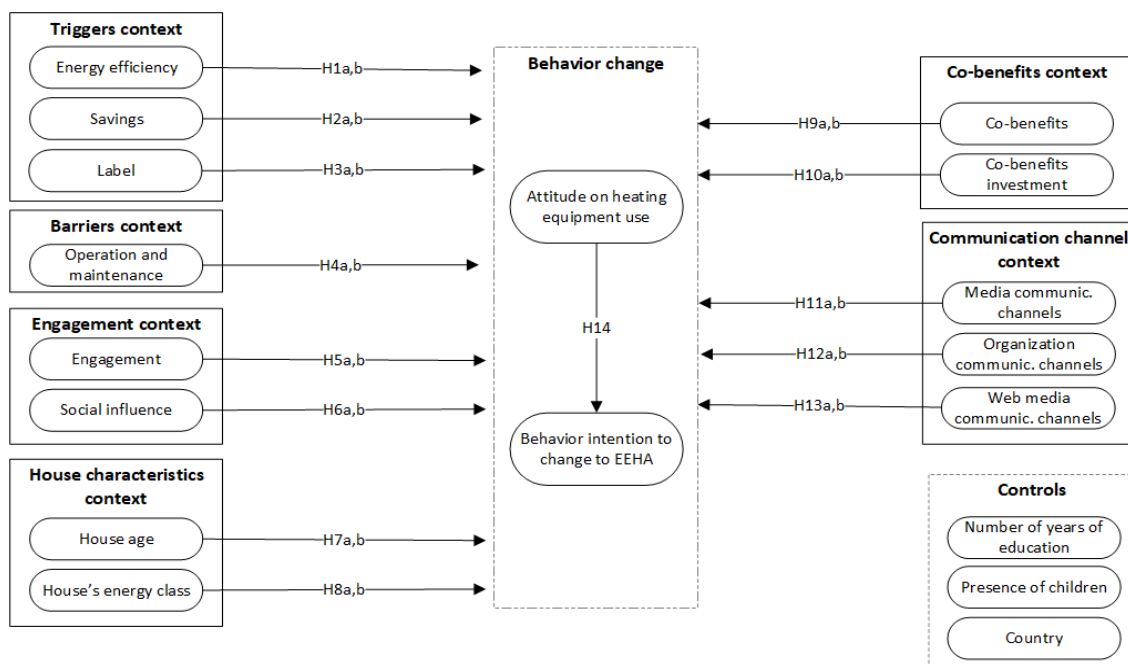 Triggers context
Energy efficiency
H1a,b
Savings
H2a,b
Label
H3a,b
Barriers context
Operation and
maintenance
H4a,b
Engagement context
Engagement
H5a,b
Social influence
H6a,b
House characteristics
context
House age
H7a,b
House's energy class
H8a,b
Behavior change
Attitude on heating
equipment use
H14
Behavior intention to
change to EEHA
Co-benefits context
H9a,b
Co-benefits
H10a,b
Co-benefits
investment
Communication channel
context
H11a,b
Media communic.
channels
H12a,b
Organization
communic. channels
H13a,b
Web media
communic. channels
Controls
Number of years of
education
Presence of children
Country